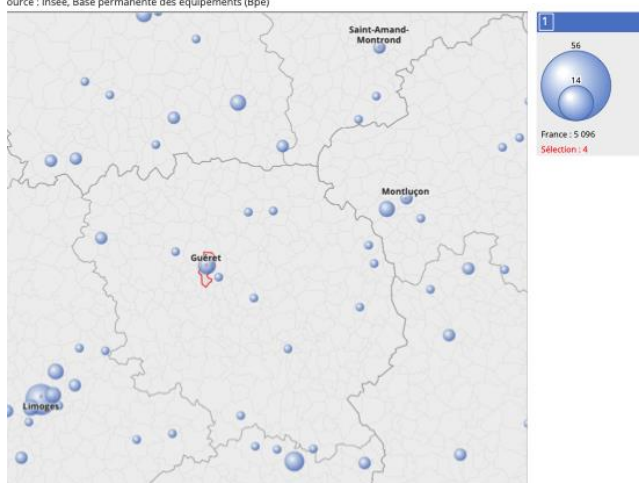 ource : Insee, Base permanente des équipements (Bpe)
1
Saint-Amand-
Montrond
56
14
France : 5 096
Sélection : 4
Montluçon
Guéret
Limoges